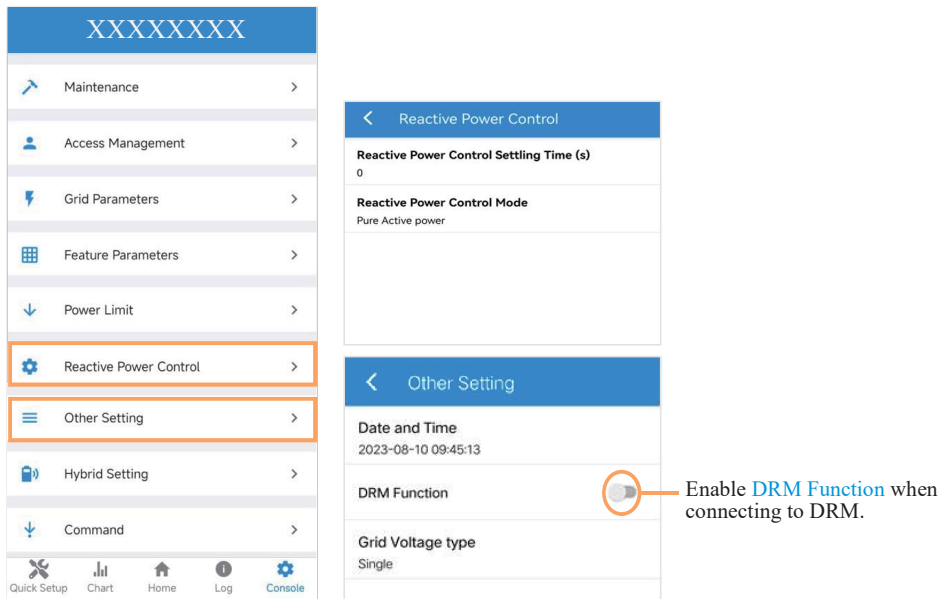 XXXXXXXX
Maintenance
Access Management
Grid Parameters
Feature Parameters
Power Limit
Reactive Power Control
Other Setting
Hybrid Setting
Command
Quick Setup
Chart
Home
Log
Console
Reactive Power Control
Reactive Power Control Settling Time (s)
0
Reactive Power Control Mode
Pure Active power
Other Setting
Date and Time
2023-08-10 09:45:13
DRM Function
Grid Voltage type
Single
Enable DRM Function when
connecting to DRM.